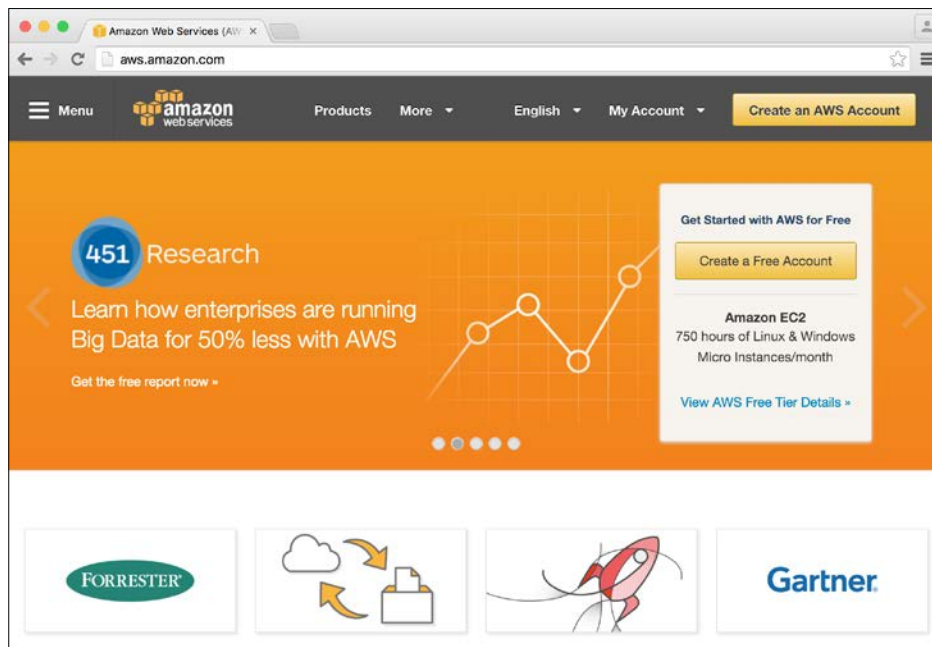 Amazon Web Services (AW
aws.amazon.com
Menu
amazon
webservices
Products
More
English
My Account
Create an AWS Account
451 Research
Learn how enterprises are running
Big Data for 50% less with AWS
Get the free report now »
Get Started with AWS for Free
Create a Free Account
Amazon EC2
750 hours of Linux & Windows
Micro Instances/month
View AWS Free Tier Details »
FORRESTER®
Gartner.